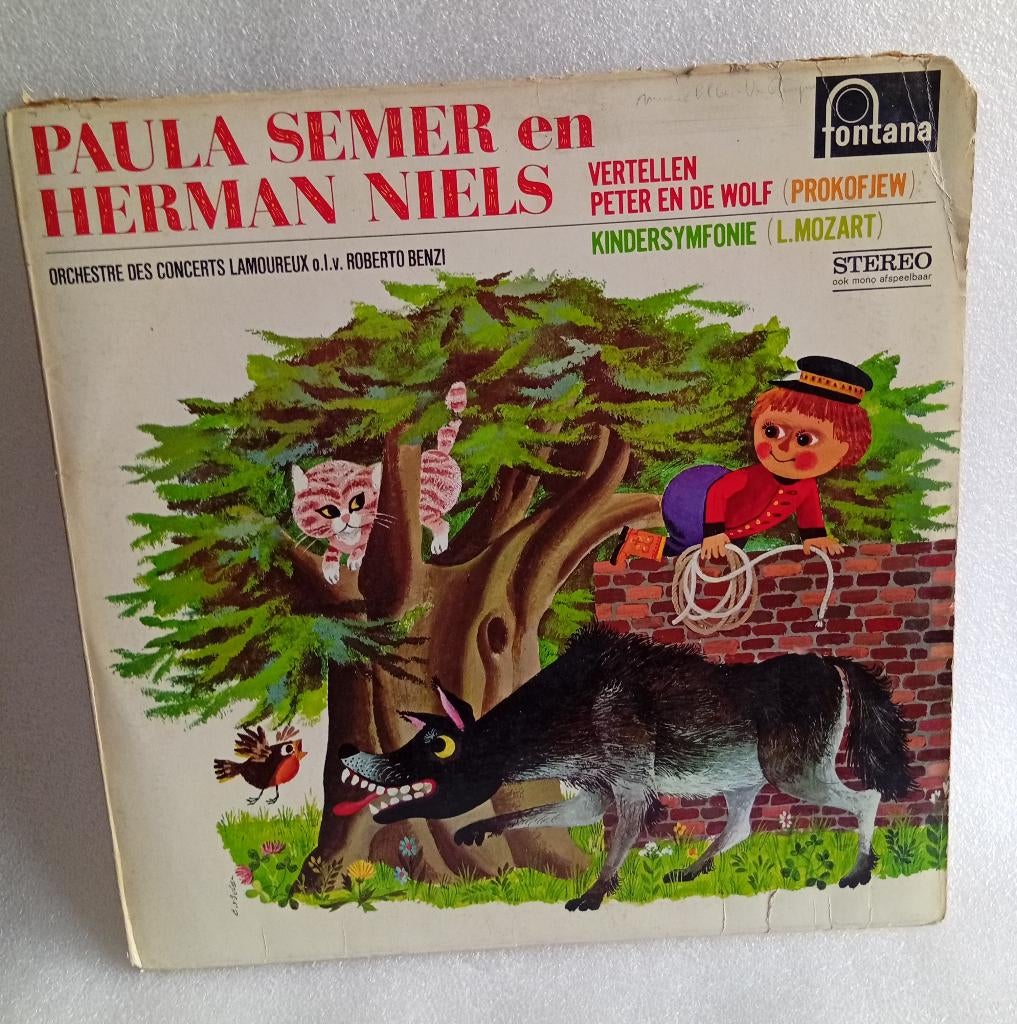 PAULA SEMER en
HERMAN NIELS
VERTELLEN
PETER EN DE WOLF (PROKOFJEW)
KINDERSYMFONIE (L.MOZART)
fontana
ORCHESTRE DES CONCERTS LAMOUREUX o.l.v. ROBERTO BENZI
STEREO
ook mono afspeelbaar